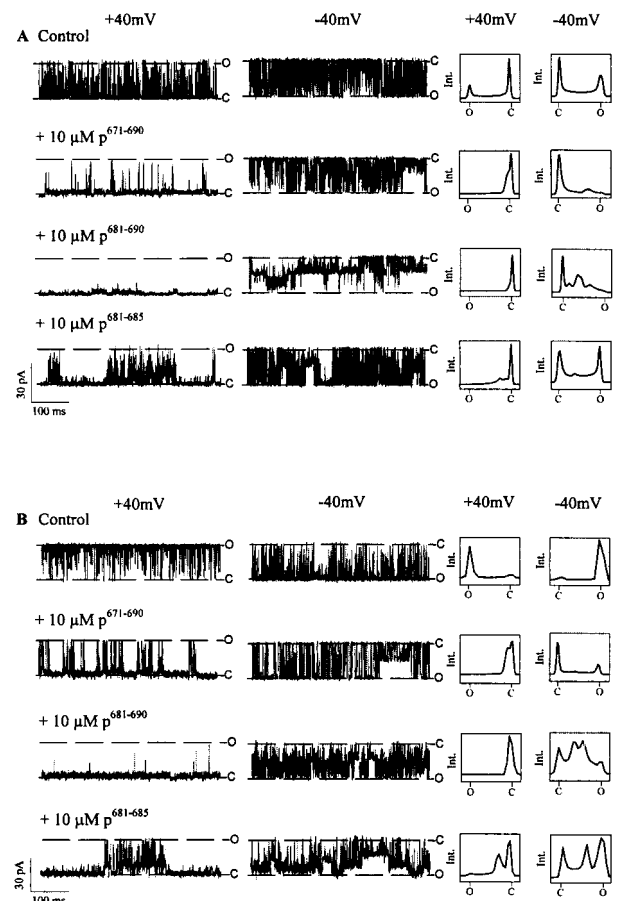 +40mV -40mV +40mV -40mV
A Control
O C C O Int. O C Int. C O
+ 10 µM p671-690
O C C O Int. O C Int. C O
+ 10 µM p681-690
O C C O Int. O C Int. C O
+ 10 µM p681-685
O C C O Int. O C Int. C O
30 pA
100 ms
+40mV -40mV +40mV -40mV
B Control
O C C O Int. O C Int. C O
+ 10 µM p671-690
O C C O Int. O C Int. C O
+ 10 µM p681-690
O C C O Int. O C Int. C O
+ 10 µM p681-685
O C C O Int. O C Int. C O
30 pA
100 ms